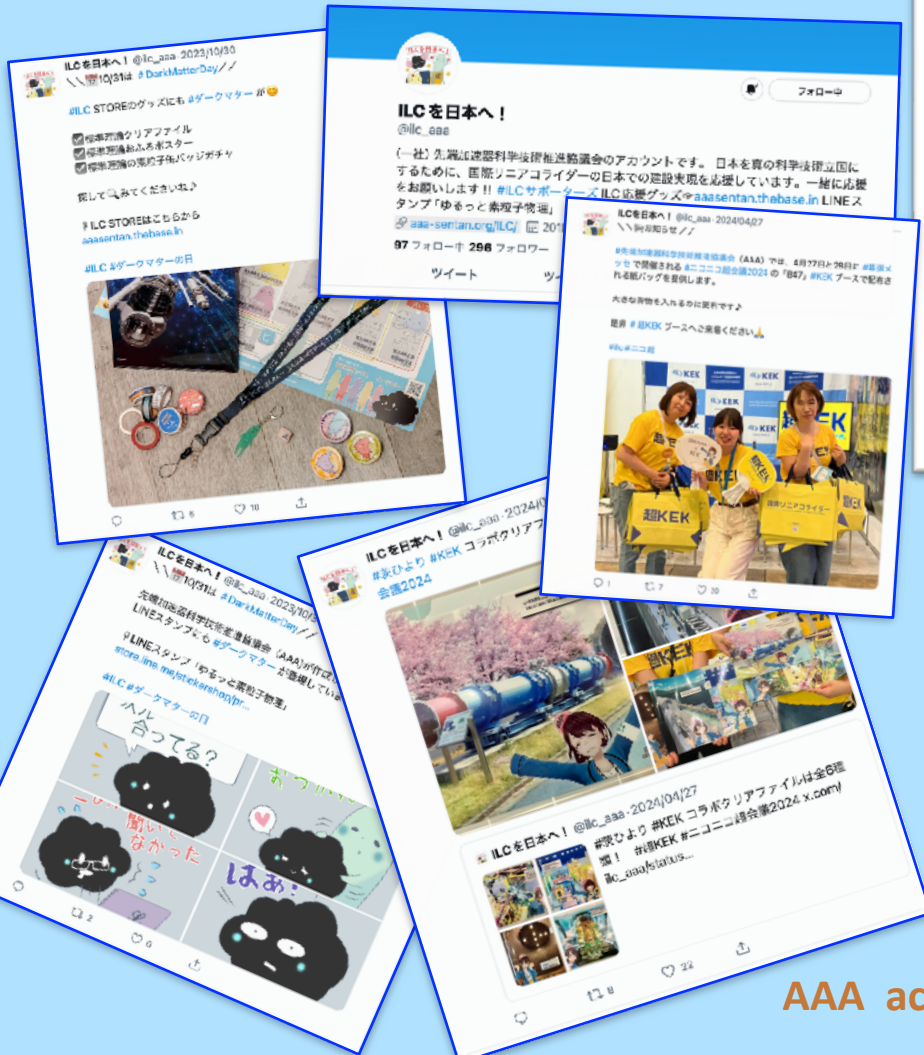 ILCを日本へ！ @ilc_aaa·2023/10/30
＼＼📅10/31は #DarkMatterDay／／
#ILC STOREのグッズにも #ダークマター が😊
☑標準理論クリアファイル
☑標準理論おふろポスター
☑標準理論の素粒子缶バッジガチャ
探して🔍みてくださいね♪
ILC STOREはこちらから
aaasentan.thebase.in
#ILC #ダークマターの日
6
10
ILCを日本へ！
@ilc_aaa
フォロー中
（一社）先端加速器科学技術推進協議会のアカウントです。 日本を真の科学技術立国に
するために、国際リニアコライダーの日本での建設実現を応援しています。一緒に応援
をお願いします!! #ILCサポーターズ ILC応援グッズ☞aaasentan.thebase.in LINEス
タンプ「ゆるっと素粒子物理」
aaa-sentan.org/ILC/ 201
97 フォロー中 296 フォロワー
ツイート
ツイ
ILCを日本へ！ @ilc_aaa·2024/04/27
＼＼お知らせ／／
#先端加速器科学技術推進協議会（AAA）では、4月27日と28日に #幕張メ
ッセ で開催される #ニコニコ超会議2024 の「B47」#KEK ブースで配布さ
れる紙バッグを提供します。
大きな荷物も入れるのに便利です♪
是非 #超KEK ブースへご来場ください🙏
#ilc #ニコ超
超KEK
超KEK
国際リニアコライダー
1
7
20
ILCを日本へ！ @ilc_aaa·2023/10/3
＼＼📅10/31は #DarkMatterDay／／
先端加速器科学技術推進協議会（AAA)が作成
LINEスタンプにも #ダークマター が登場していま
LINEスタンプ「ゆるっと素粒子物理」
store.line.me/stickershop/pr...
#ILC #ダークマターの日
合ってる？
聞いて
なかった
はぁ？
2
6
ILCを日本へ！ @ilc_aaa·2024/0
#衣ひより #KEK コラボクリアフ
会議2024
ILCを日本へ！ @ilc_aaa·2024/04/27
#衣ひより #KEK コラボクリアファイルは全6種
類！ #超KEK #ニコニコ超会議2024 x.com/
ilc_aaa/status...
8
22
AAA ac